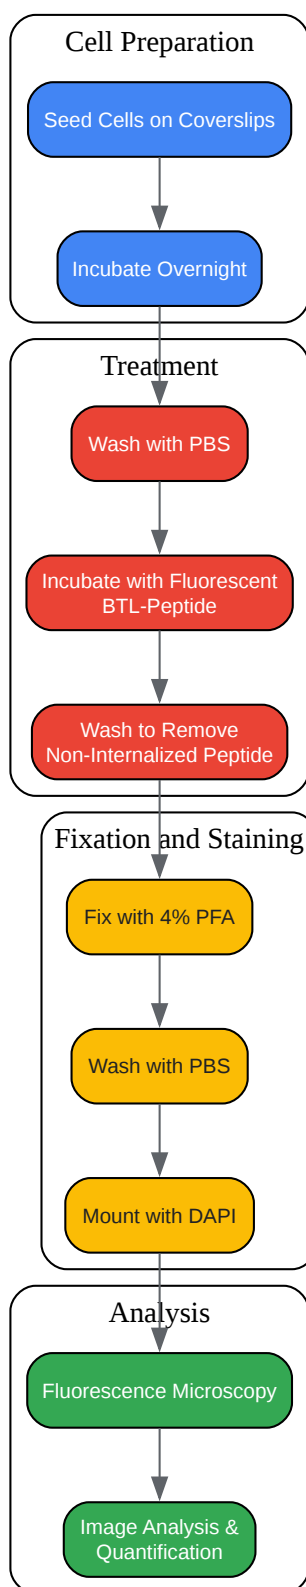 Cell Preparation
Seed Cells on Coverslips
Incubate Overnight
Treatment
Wash with PBS
Incubate with Fluorescent
BTL-Peptide
Wash to Remove
Non-Internalized Peptide
Fixation and Staining
Fix with 4% PFA
Wash with PBS
Mount with DAPI
Analysis
Fluorescence Microscopy
Image Analysis &
Quantification